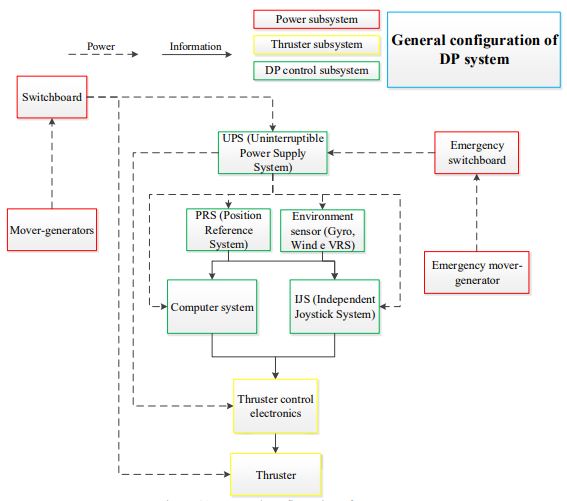 Power subsystem
Power
Information
Thruster subsystem
DP control subsystem
General configuration of
DP system
Switchboard
UPS (Uninterruptible
Power Supply
System)
Emergency
switchboard
PRS (Position
Reference
System)
Environment
sensor (Gyro,
Wind e VRS)
Mover-generators
Emergency mover-
generator
Computer system
IJS (Independent
Joystick System)
Thruster control
electronics
Thruster